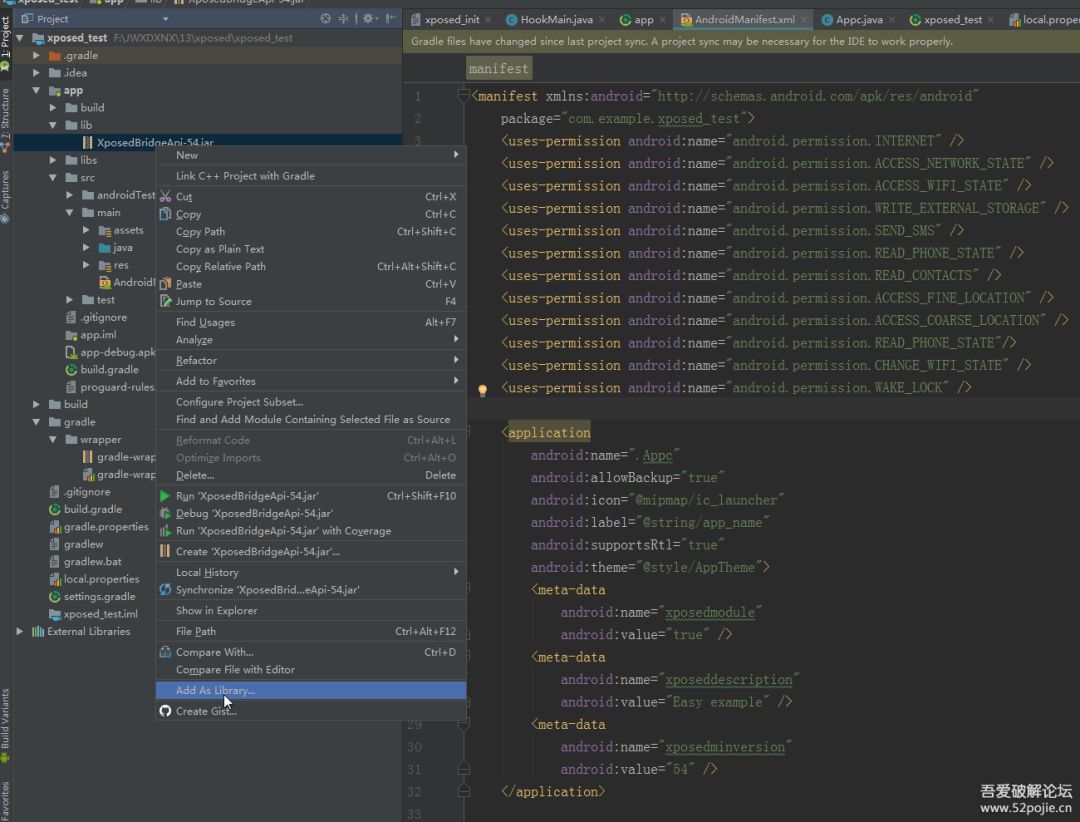 xposed_test app lib XposedBridgeApi-54.jar
Project
xposed_init HookMain.java app AndroidManifest.xml Appc.java xposed_test local.proper
1: Project
7: Structure
Captures
Build Variants
Favorites
xposed_test F:\JWXDXNX\13\xposed\xposed_test
.gradle
.idea
app
build
lib
XposedBridgeApi-54.jar
libs
src
androidTest
main
assets
java
res
AndroidI
test
.gitignore
app.iml
app-debug.apk
build.gradle
proguard-rules
build
gradle
wrapper
gradle-wrap
gradle-wrap
.gitignore
build.gradle
gradle.properties
gradlew
gradlew.bat
local.properties
settings.gradle
xposed_test.iml
External Libraries
New
Link C++ Project with Gradle
Cut Ctrl+X
Copy Ctrl+C
Copy Path Ctrl+Shift+C
Copy as Plain Text
Copy Relative Path Ctrl+Alt+Shift+C
Paste Ctrl+V
Jump to Source F4
Find Usages Alt+F7
Analyze
Refactor
Add to Favorites
Configure Project Subset...
Find and Add Module Containing Selected File as Source
Reformat Code Ctrl+Alt+L
Optimize Imports Ctrl+Alt+O
Delete... Delete
Run 'XposedBridgeApi-54.jar' Ctrl+Shift+F10
Debug 'XposedBridgeApi-54.jar'
Run 'XposedBridgeApi-54.jar' with Coverage
Create 'XposedBridgeApi-54.jar'...
Local History
Synchronize 'XposedBrid...eApi-54.jar'
Show in Explorer
File Path Ctrl+Alt+F12
Compare With... Ctrl+D
Compare File with Editor
Add As Library...
Create Gist...
Gradle files have changed since last project sync. A project sync may be necessary for the IDE to work properly.
manifest
1 <manifest xmlns:android="http://schemas.android.com/apk/res/android"
2 package="com.example.xposed_test">
3 <uses-permission android:name="android.permission.INTERNET" />
<uses-permission android:name="android.permission.ACCESS_NETWORK_STATE" />
<uses-permission android:name="android.permission.ACCESS_WIFI_STATE" />
<uses-permission android:name="android.permission.WRITE_EXTERNAL_STORAGE" />
<uses-permission android:name="android.permission.SEND_SMS" />
<uses-permission android:name="android.permission.READ_PHONE_STATE" />
<uses-permission android:name="android.permission.READ_CONTACTS" />
<uses-permission android:name="android.permission.ACCESS_FINE_LOCATION" />
<uses-permission android:name="android.permission.ACCESS_COARSE_LOCATION" />
<uses-permission android:name="android.permission.READ_PHONE_STATE"/>
<uses-permission android:name="android.permission.CHANGE_WIFI_STATE" />
<uses-permission android:name="android.permission.WAKE_LOCK" />
<application
android:name=".Appc"
android:allowBackup="true"
android:icon="@mipmap/ic_launcher"
android:label="@string/app_name"
android:supportsRtl="true"
android:theme="@style/AppTheme">
<meta-data
android:name="xposedmodule"
android:value="true" />
<meta-data
android:name="xposeddescription"
android:value="Easy example" />
29 <meta-data
30 android:name="xposedminversion"
31 android:value="54" />
32 </application>
33
吾爱破解论坛
www.52pojie.cn